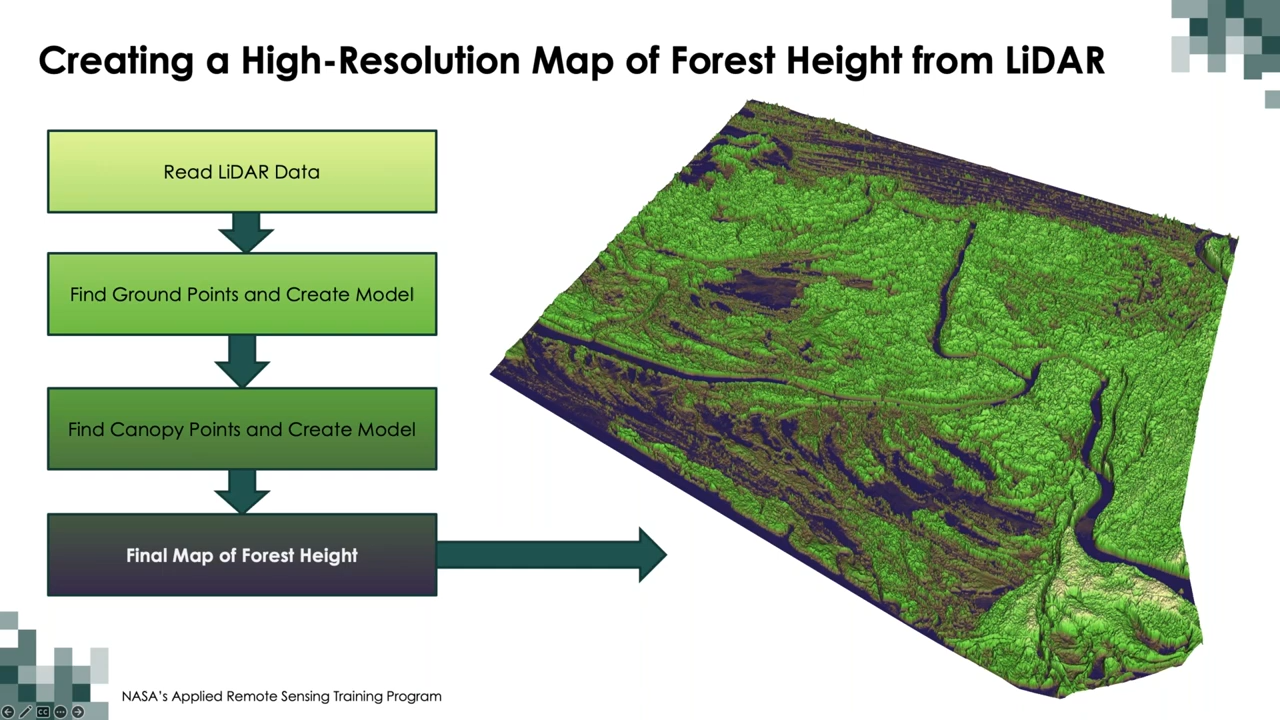 Creating a High-Resolution Map of Forest Height from LiDAR
Read LiDAR Data
Find Ground Points and Create Model
Find Canopy Points and Create Model
Final Map of Forest Height
NASA's Applied Remote Sensing Training Program
CC